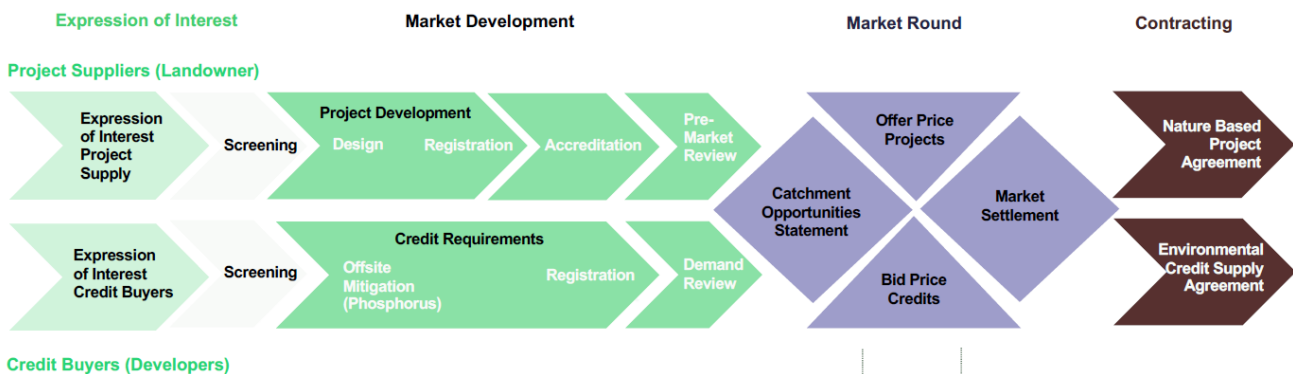 Expression of Interest
Market Development
Market Round
Contracting
Project Suppliers (Landowner)
Expression
of Interest
Project
Supply
Screening
Project Development
Design
Registration
Accreditation
Pre-
Market
Review
Offer Price
Projects
Nature Based
Project
Agreement
Catchment
Opportunities
Statement
Market
Settlement
Expression
of Interest
Credit Buyers
Screening
Credit Requirements
Offsite
Mitigation
(Phosphorus)
Registration
Demand
Review
Bid Price
Credits
Environmental
Credit Supply
Agreement
Credit Buyers (Developers)